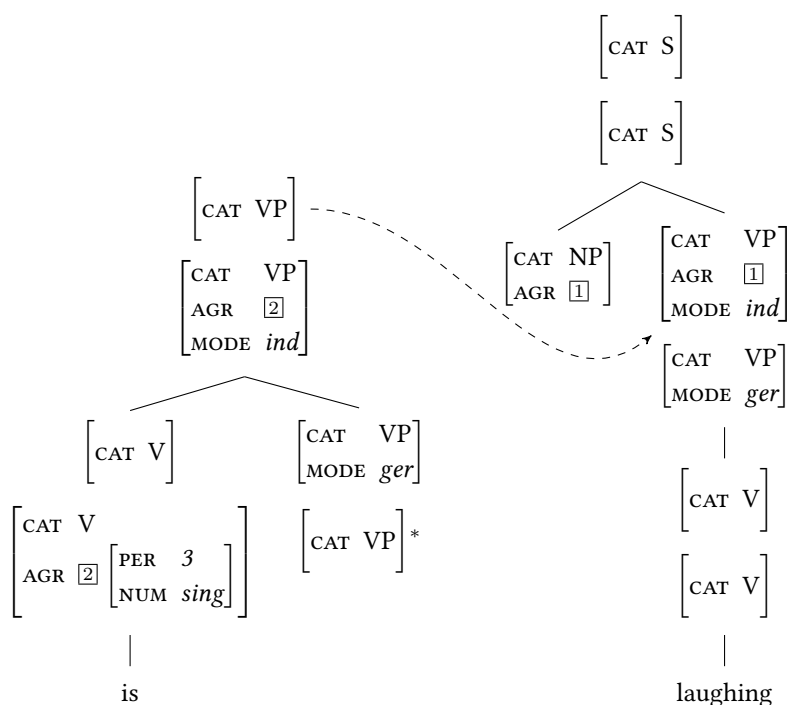 CAT S
CAT S
CAT VP
CAT NP
AGR 1
CAT VP
AGR 1
MODE ind
CAT VP
AGR 2
MODE ind
CAT VP
MODE ger
CAT V
CAT VP
MODE ger
CAT V
CAT V
AGR 2 PER 3
NUM sing
CAT VP *
CAT V
is
laughing